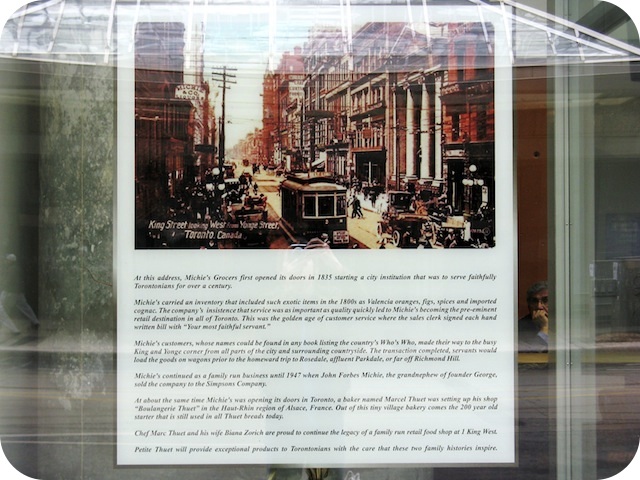 King Street looking West from Yonge Street,
Toronto, Canada
At this address, Michie's Grocers first opened its doors in 1835 starting a city institution that was to serve faithfully
Torontonians for over a century.
Michie's carried an inventory that included such exotic items in the 1800s as Valencia oranges, figs, spices and imported
cognac. The company's insistence that service was as important as quality quickly led to Michie's becoming the pre-eminent
retail destination in all of Toronto. This was the golden age of customer service where the sales clerk signed each hand
written bill with "Your most faithful servant."
Michie's customers, whose names could be found in any book listing the country's Who's Who, made their way to the busy
King and Yonge corner from all parts of the city and surrounding countryside. The transaction completed, servants would
load the goods on wagons prior to the homeward trip to Rosedale, affluent Parkdale, or far off Richmond Hill.
Michie's continued as a family run business until 1947 when John Forbes Michie, the grandnephew of founder George,
sold the company to the Simpsons Company.
At about the same time Michie's was opening its doors in Toronto, a baker named Marcel Thuet was setting up his shop
"Boulangerie Thuet" in the Haut-Rhin region of Alsace, France. Out of this tiny village bakery comes the 200 year old
starter that is still used in all Thuet breads today.
Chef Marc Thuet and his wife Biana Zorich are proud to continue the legacy of a family run retail food shop at 1 King West.
Petite Thuet will provide exceptional products to Torontonians with the care that these two family histories inspire.